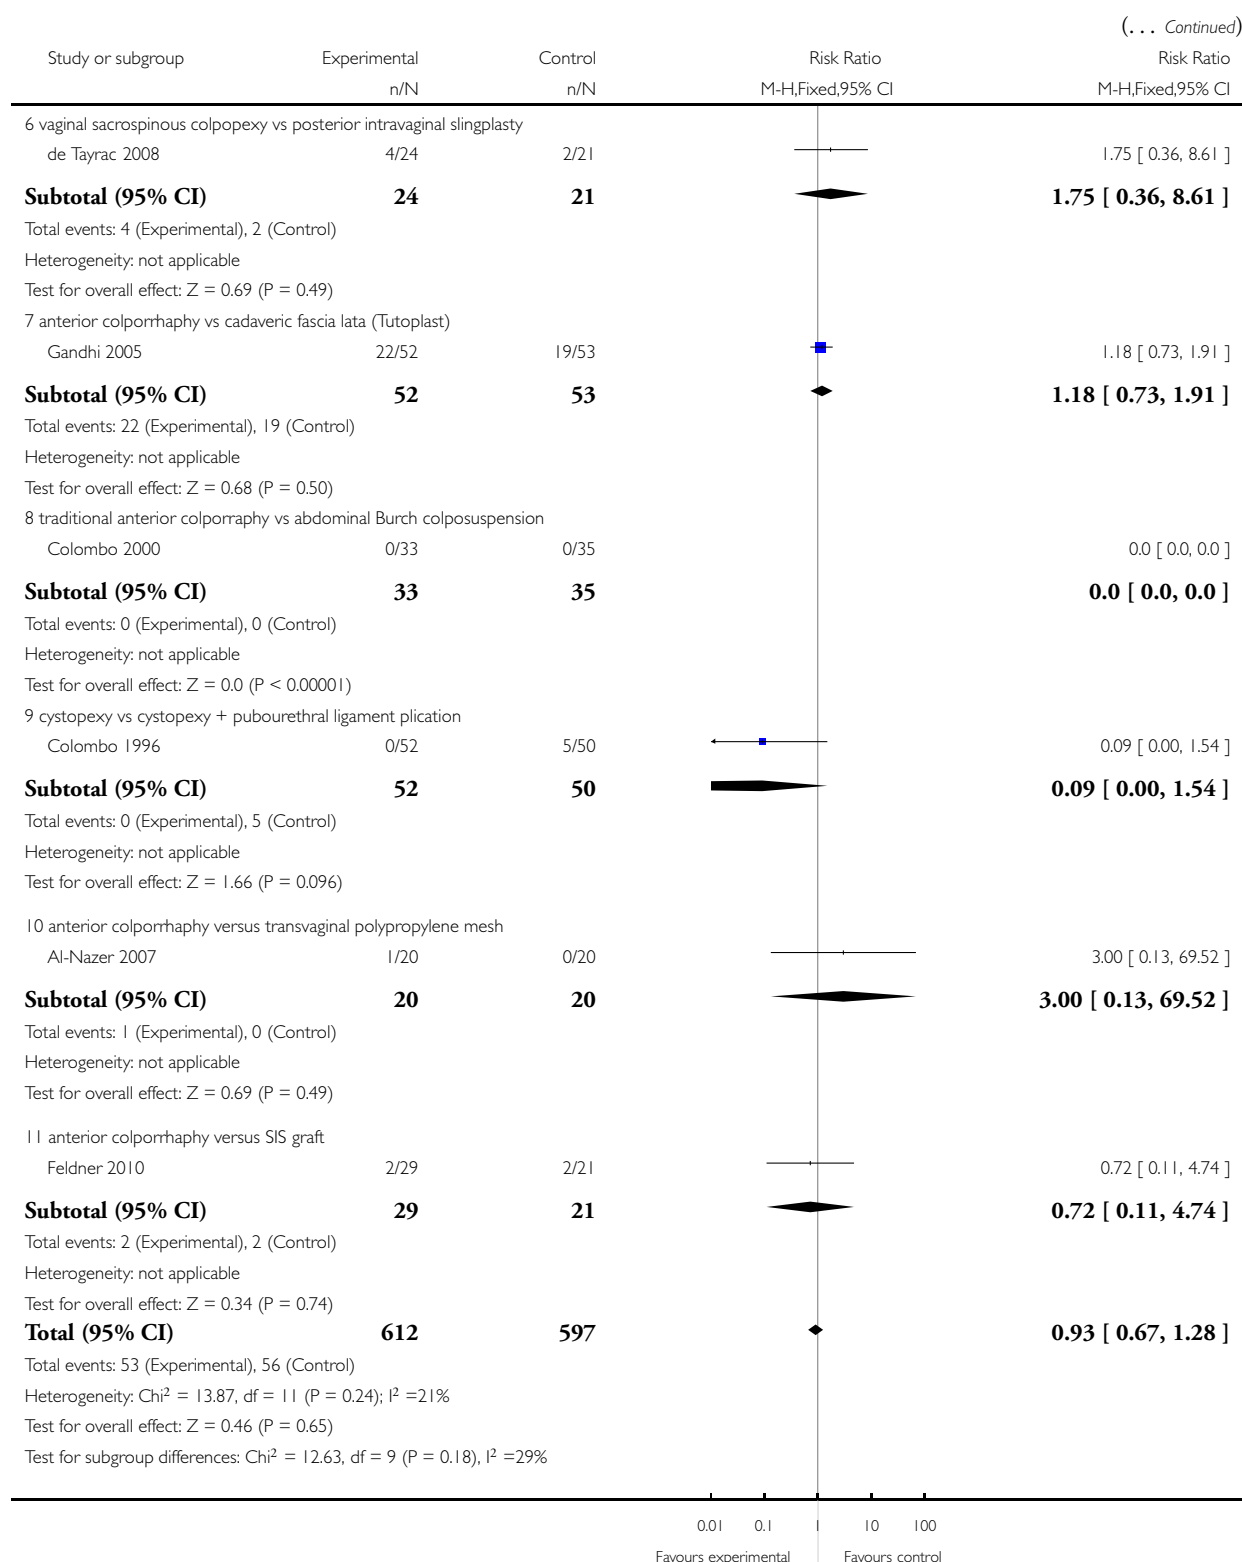 (... Continued)
Study or subgroup Experimental Control Risk Ratio Risk Ratio
n/N n/N M-H,Fixed,95% CI M-H,Fixed,95% CI
6 vaginal sacrospinous colpopexy vs posterior intravaginal slingplasty
de Tayrac 2008 4/24 2/21 1.75 [ 0.36, 8.61 ]
Subtotal (95% CI) 24 21 1.75 [ 0.36, 8.61 ]
Total events: 4 (Experimental), 2 (Control)
Heterogeneity: not applicable
Test for overall effect: Z = 0.69 (P = 0.49)
7 anterior colporrhaphy vs cadaveric fascia lata (Tutoplast)
Gandhi 2005 22/52 19/53 1.18 [ 0.73, 1.91 ]
Subtotal (95% CI) 52 53 1.18 [ 0.73, 1.91 ]
Total events: 22 (Experimental), 19 (Control)
Heterogeneity: not applicable
Test for overall effect: Z = 0.68 (P = 0.50)
8 traditional anterior colporraphy vs abdominal Burch colposuspension
Colombo 2000 0/33 0/35 0.0 [ 0.0, 0.0 ]
Subtotal (95% CI) 33 35 0.0 [ 0.0, 0.0 ]
Total events: 0 (Experimental), 0 (Control)
Heterogeneity: not applicable
Test for overall effect: Z = 0.0 (P < 0.00001)
9 cystopexy vs cystopexy + pubourethral ligament plication
Colombo 1996 0/52 5/50 0.09 [ 0.00, 1.54 ]
Subtotal (95% CI) 52 50 0.09 [ 0.00, 1.54 ]
Total events: 0 (Experimental), 5 (Control)
Heterogeneity: not applicable
Test for overall effect: Z = 1.66 (P = 0.096)
10 anterior colporrhaphy versus transvaginal polypropylene mesh
Al-Nazer 2007 1/20 0/20 3.00 [ 0.13, 69.52 ]
Subtotal (95% CI) 20 20 3.00 [ 0.13, 69.52 ]
Total events: 1 (Experimental), 0 (Control)
Heterogeneity: not applicable
Test for overall effect: Z = 0.69 (P = 0.49)
11 anterior colporrhaphy versus SIS graft
Feldner 2010 2/29 2/21 0.72 [ 0.11, 4.74 ]
Subtotal (95% CI) 29 21 0.72 [ 0.11, 4.74 ]
Total events: 2 (Experimental), 2 (Control)
Heterogeneity: not applicable
Test for overall effect: Z = 0.34 (P = 0.74)
Total (95% CI) 612 597 0.93 [ 0.67, 1.28 ]
Total events: 53 (Experimental), 56 (Control)
Heterogeneity: Chi² = 13.87, df = 11 (P = 0.24); I² =21%
Test for overall effect: Z = 0.46 (P = 0.65)
Test for subgroup differences: Chi² = 12.63, df = 9 (P = 0.18), I² =29%
0.01 0.1 1 10 100
Favours experimental Favours control